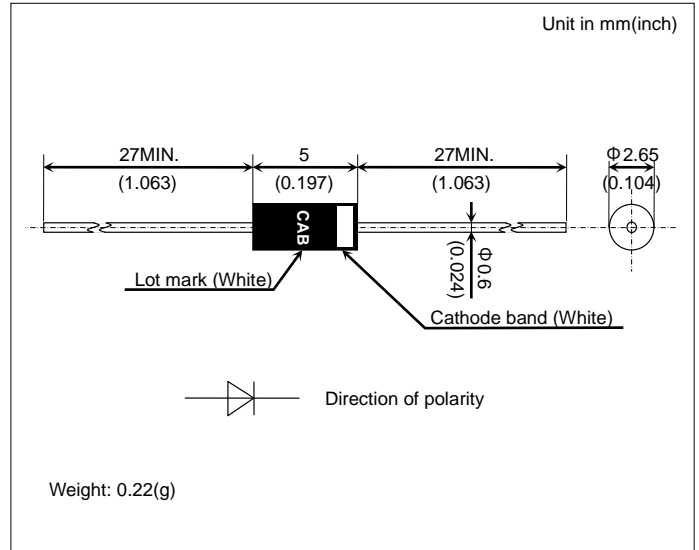 Unit in mm(inch)
27MIN.
(1.063)
5
(0.197)
27MIN.
(1.063)
Φ2.65
(0.104)
CAB
Φ0.6
(0.024)
Lot mark (White)
Cathode band (White)
Direction of polarity
Weight: 0.22(g)